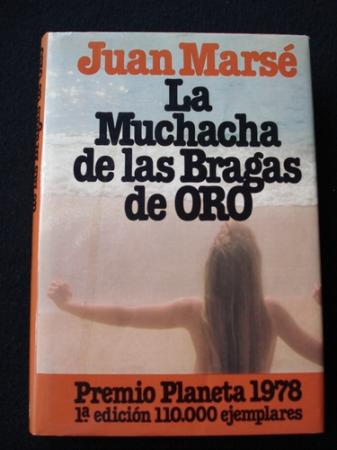 Juan Marsé
La
Muchacha
de las Bragas
de ORO
Premio Planeta 1978
1ª edición 110.000 ejemplares